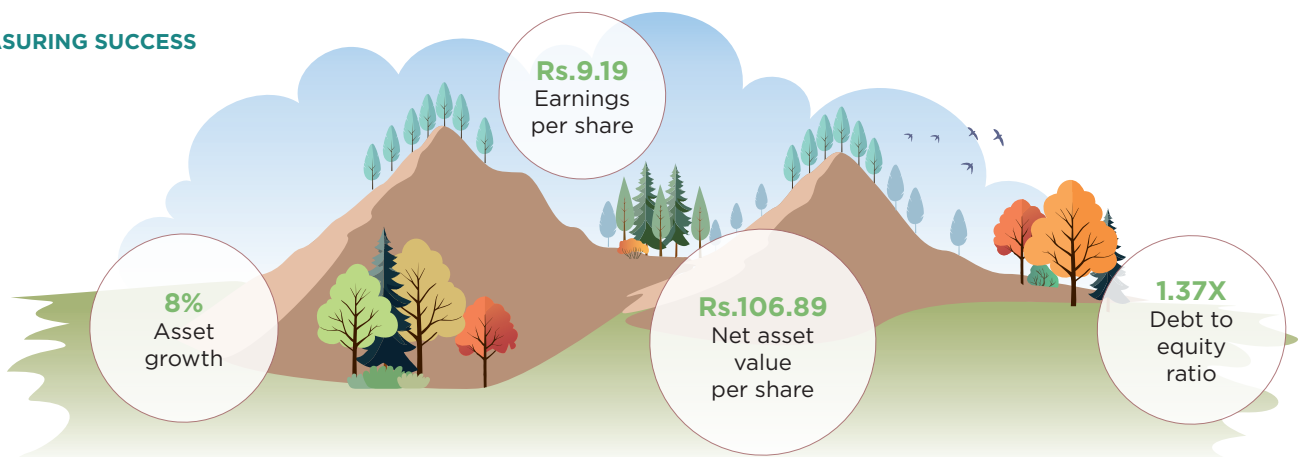 ASURING SUCCESS
Rs.9.19
Earnings
per share
8%
Asset
growth
Rs.106.89
Net asset
value
per share
1.37X
Debt to
equity
ratio